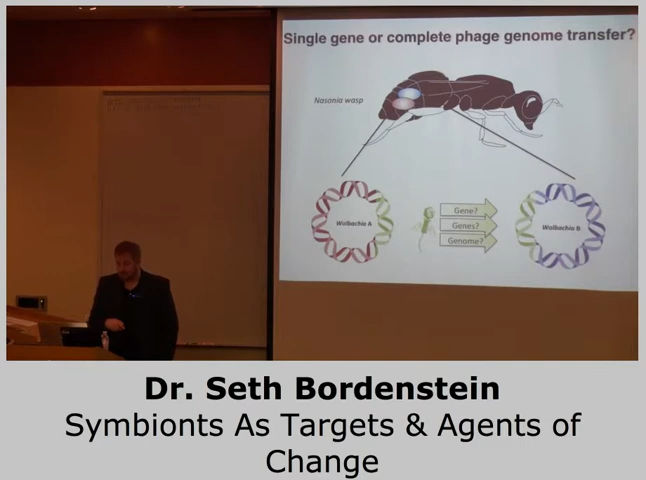 Single gene or complete phage genome transfer?
Nasonia wasp
Wolbachia A
Gene?
Genes?
Genome?
Wolbachia B
Dr. Seth Bordenstein
Symbionts As Targets & Agents of
Change